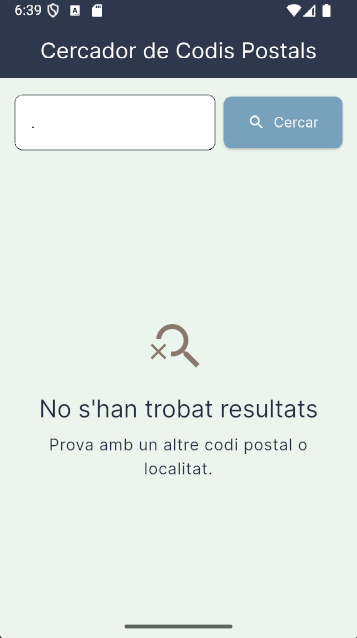 6:39
Cercador de Codis Postals
.
Cercar
No s'han trobat resultats
Prova amb un altre codi postal o
localitat.